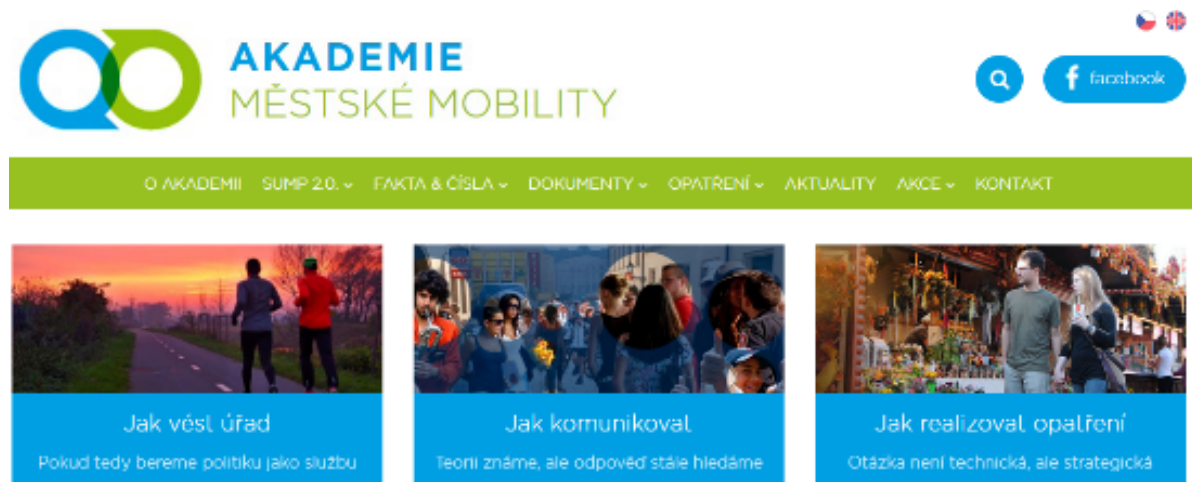 AKADEMIE
MĚSTSKÉ MOBILITY
facebook
O AKADEMII SUMP 2.0. FAKTA & ČÍSLA DOKUMENTY OPATŘENÍ AKTUALITY AKCE KONTAKT
Jak vést úřad
Pokud tedy bereme politiku jako službu
Jak komunikovat
Teorii známe, ale odpověď stále hledáme
Jak realizovat opatření
Otázka není technická, ale strategická